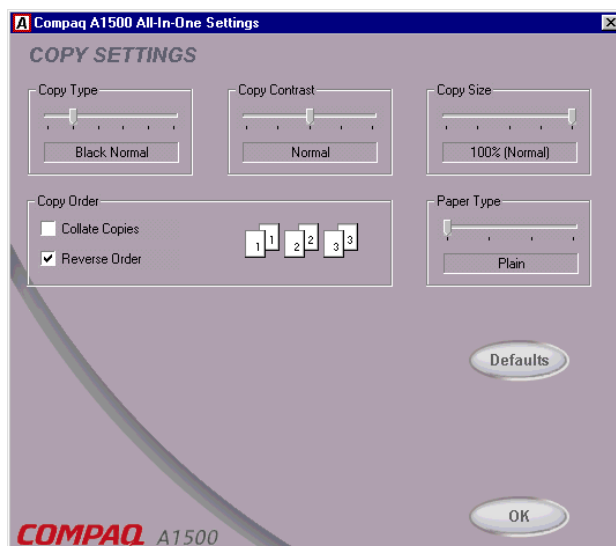 Compaq A1500 All-In-One Settings
COPY SETTINGS
Copy Type
Black Normal
Copy Contrast
Normal
Copy Size
100% (Normal)
Copy Order
Collate Copies
Reverse Order
1 1 2 2 3 3
Paper Type
Plain
Defaults
OK
COMPAQ A1500